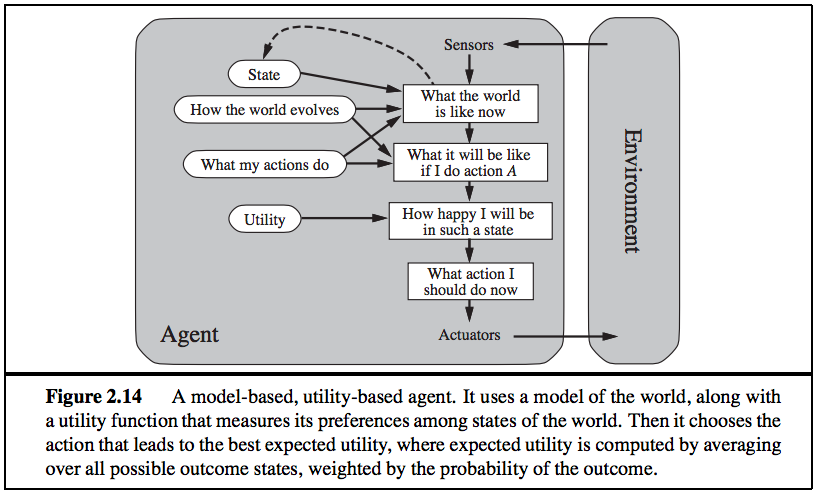 Sensors
State
What the world
is like now
How the world evolves
What my actions do
What it will be like
if I do action A
Utility
How happy I will be
in such a state
What action I
should do now
Agent
Actuators
Environment
Figure 2.14 A model-based, utility-based agent. It uses a model of the world, along with
a utility function that measures its preferences among states of the world. Then it chooses the
action that leads to the best expected utility, where expected utility is computed by averaging
over all possible outcome states, weighted by the probability of the outcome.